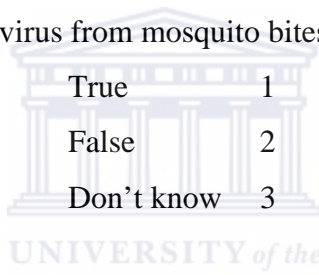 virus from mosquito bites
True 1
False 2
Don’t know 3
UNIVERSITY of the